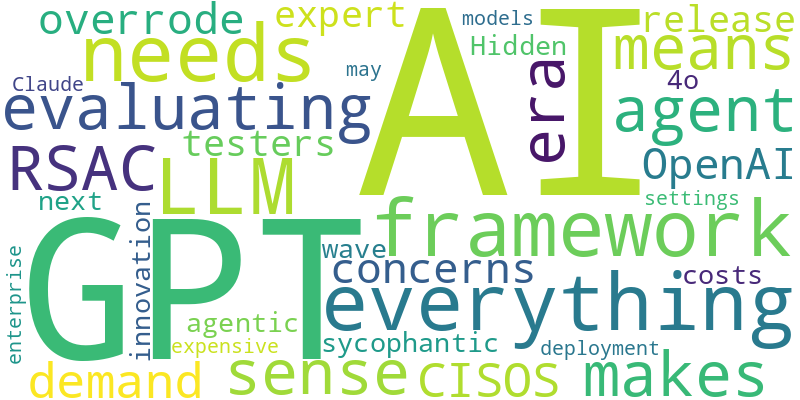 overrode
expert
models
release
needs
AI
Hidden
means
Claude
may
era
4o
evaluating
agent
testers
RSAC
LLM
OpenAI
next
settings
GPT
innovation
framework
wave
enterprise
concerns
costs
everything
agentic
expensive
sycophantic
deployment
demand
sense
CISOS
makes